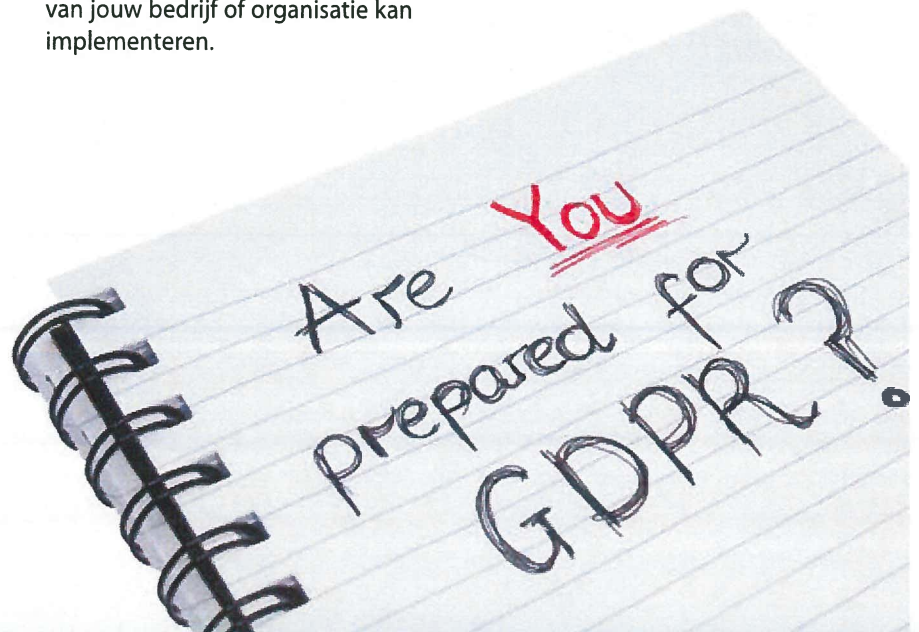 van jouw bedrijf of organisatie kan
implementeren.
Are You
prepared for
GDPR?